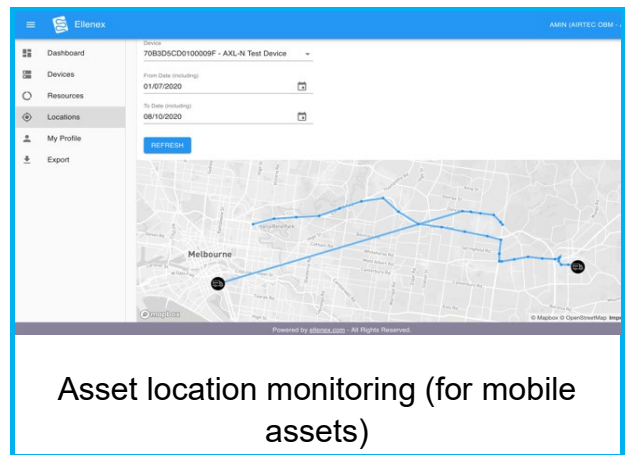 Ellenex
AMIN (AIRTEC OBM - A
Dashboard
Devices
Resources
Locations
My Profile
Export
Device
70B3D5CD0100009F - AXL-N Test Device
From Date (including)
01/07/2020
To Date (including)
08/10/2020
REFRESH
Melbourne
mapbox
© Mapbox © OpenStreetMap Impr
Powered by ellenex.com - All Rights Reserved.
Asset location monitoring (for mobile
assets)